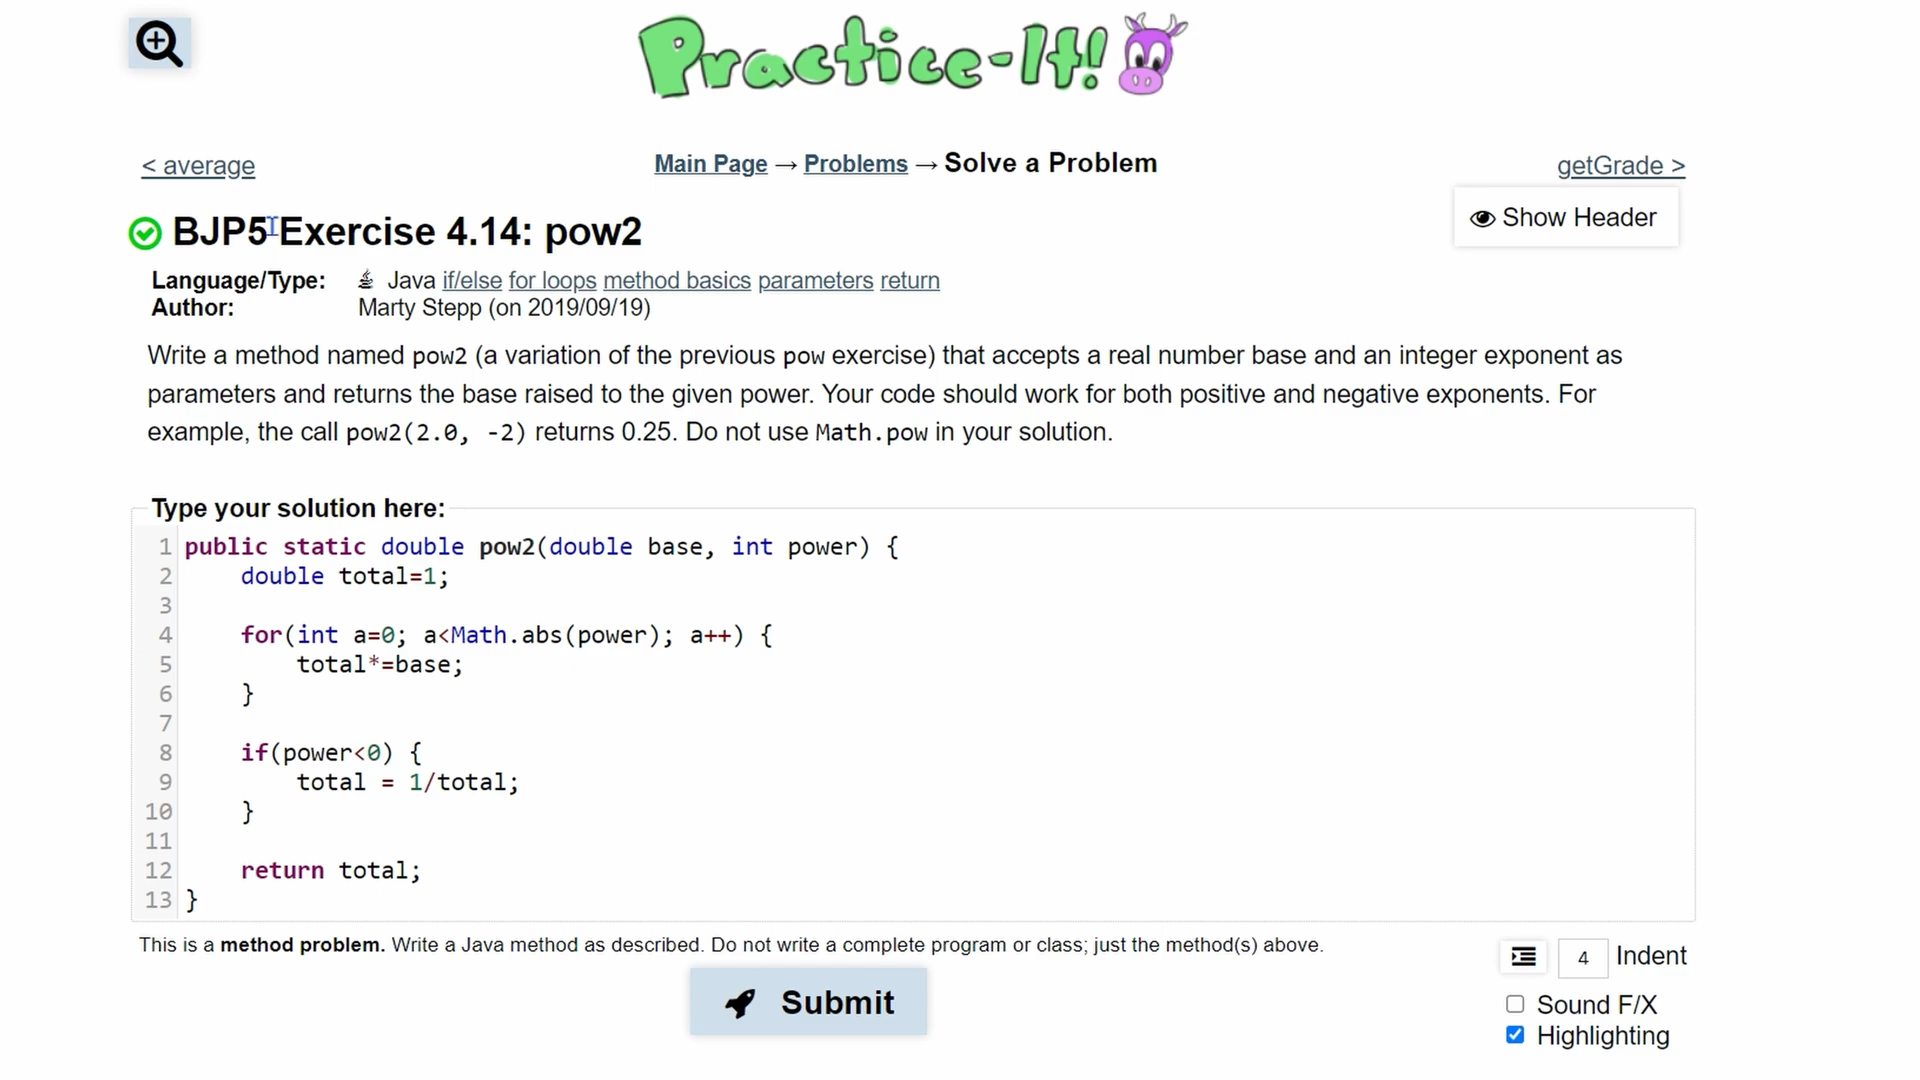 Practice-It!
< average
Main Page → Problems → Solve a Problem
getGrade >
Show Header
BJP5 Exercise 4.14: pow2
Language/Type: Java if/else for loops method basics parameters return
Author: Marty Stepp (on 2019/09/19)
Write a method named pow2 (a variation of the previous pow exercise) that accepts a real number base and an integer exponent as
parameters and returns the base raised to the given power. Your code should work for both positive and negative exponents. For
example, the call pow2(2.0, -2) returns 0.25. Do not use Math.pow in your solution.
Type your solution here:
1 public static double pow2(double base, int power) {
2     double total=1;
3
4     for(int a=0; a<Math.abs(power); a++) {
5         total*=base;
6     }
7
8     if(power<0) {
9         total = 1/total;
10     }
11
12     return total;
13 }
This is a method problem. Write a Java method as described. Do not write a complete program or class; just the method(s) above.
4 Indent
Submit
Sound F/X
Highlighting